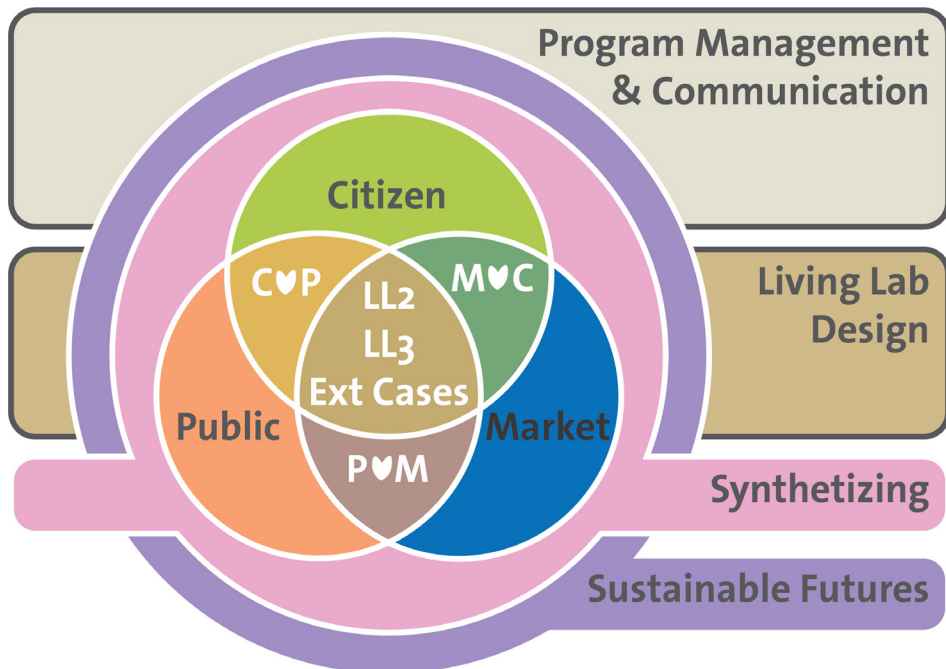 Program Management
& Communication
Citizen
C♥P
M♥C
LL2
LL3
Ext Cases
Living Lab
Design
Public
Market
P♥M
Synthetizing
Sustainable Futures